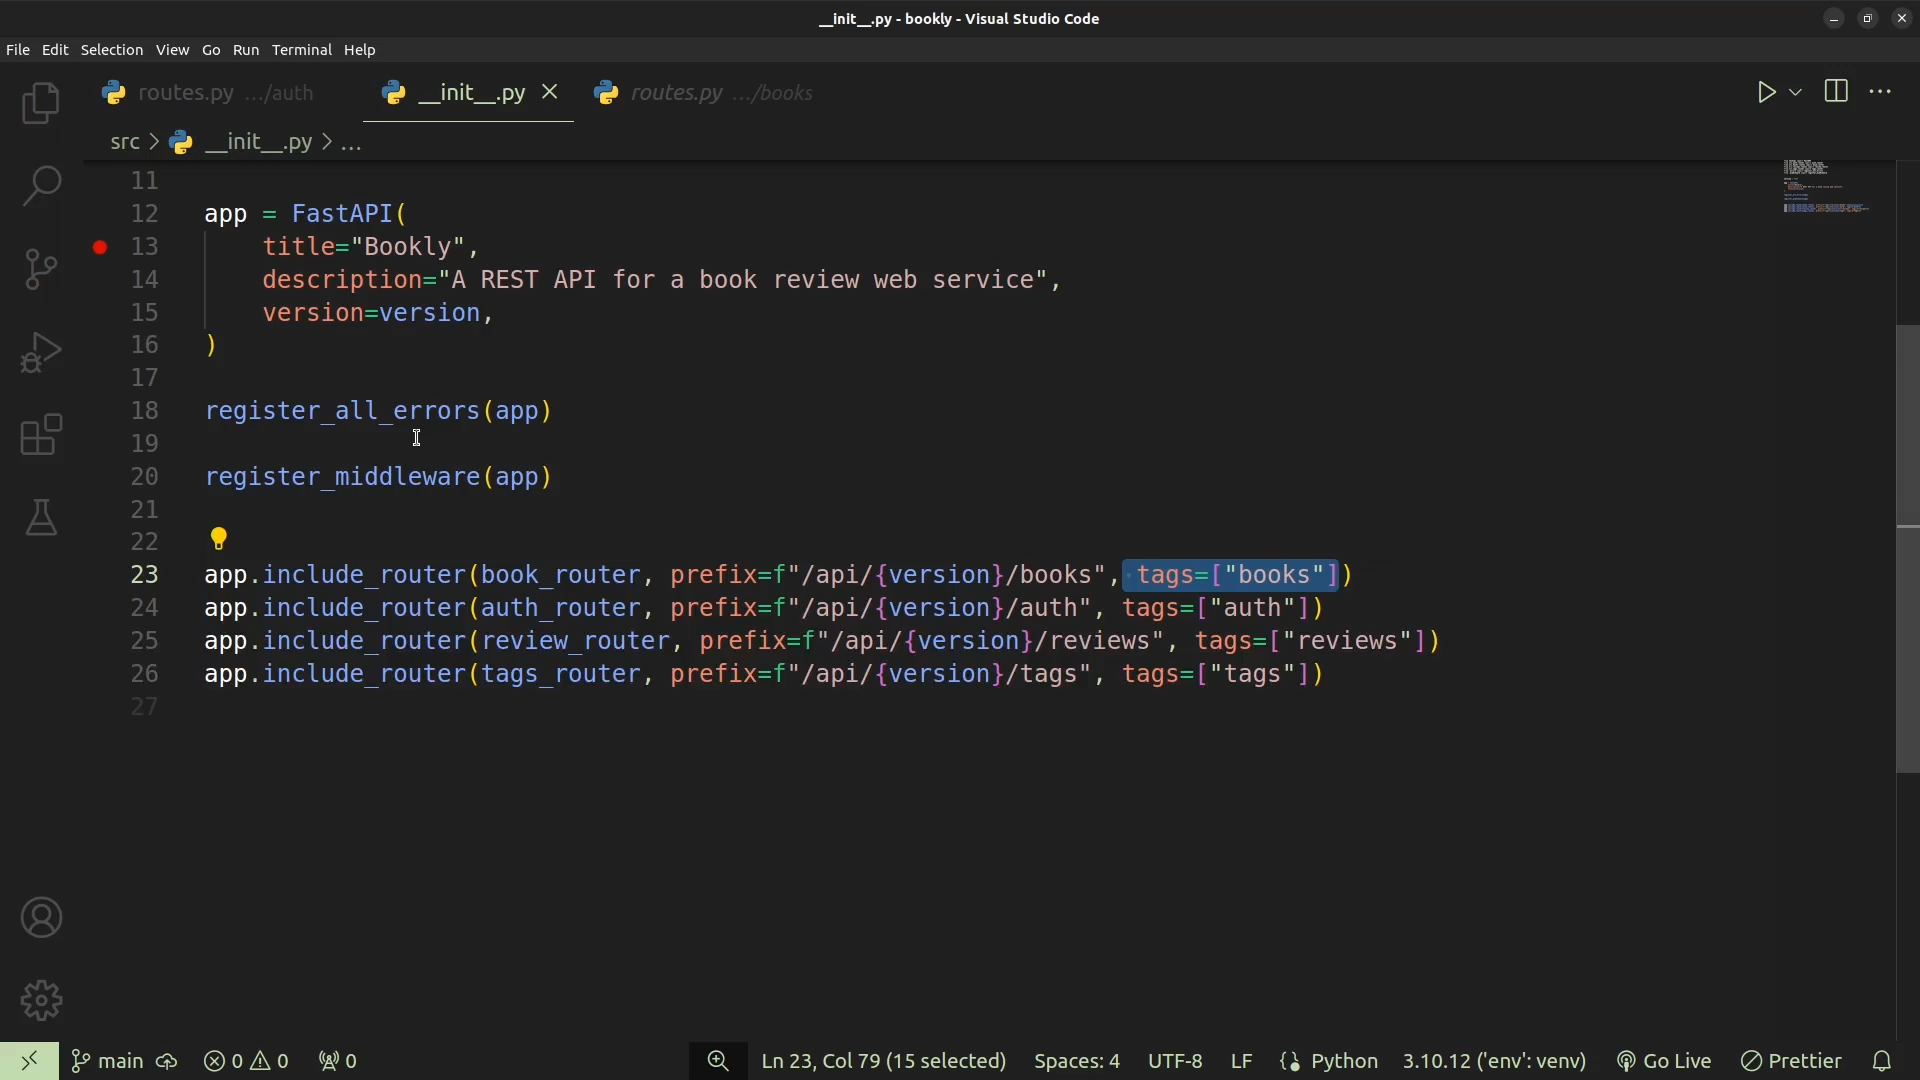 __init__.py - bookly - Visual Studio Code
File Edit Selection View Go Run Terminal Help
routes.py .../auth __init__.py routes.py .../books
src > __init__.py > ...
11
12 app = FastAPI(
13 title="Bookly",
14 description="A REST API for a book review web service",
15 version=version,
16 )
17
18 register_all_errors(app)
19
20 register_middleware(app)
21
22
23 app.include_router(book_router, prefix=f"/api/{version}/books", tags=["books"])
24 app.include_router(auth_router, prefix=f"/api/{version}/auth", tags=["auth"])
25 app.include_router(review_router, prefix=f"/api/{version}/reviews", tags=["reviews"])
26 app.include_router(tags_router, prefix=f"/api/{version}/tags", tags=["tags"])
27
main 0 0 0 Ln 23, Col 79 (15 selected) Spaces: 4 UTF-8 LF {} Python 3.10.12 ('env': venv) Go Live Prettier